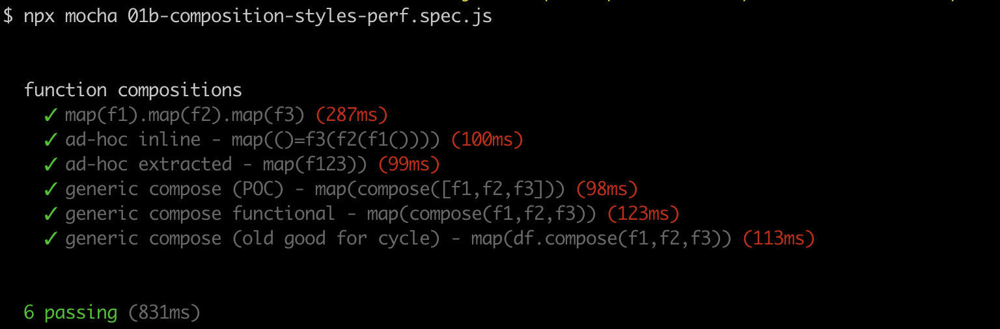 $ npx mocha 01b-composition-styles-perf.spec.js
function compositions
✓ map(f1).map(f2).map(f3) (287ms)
✓ ad-hoc inline - map(()=f3(f2(f1()))) (100ms)
✓ ad-hoc extracted - map(f123)) (99ms)
✓ generic compose (POC) - map(compose([f1,f2,f3])) (98ms)
✓ generic compose functional - map(compose(f1,f2,f3)) (123ms)
✓ generic compose (old good for cycle) - map(df.compose(f1,f2,f3)) (113ms)
6 passing (831ms)